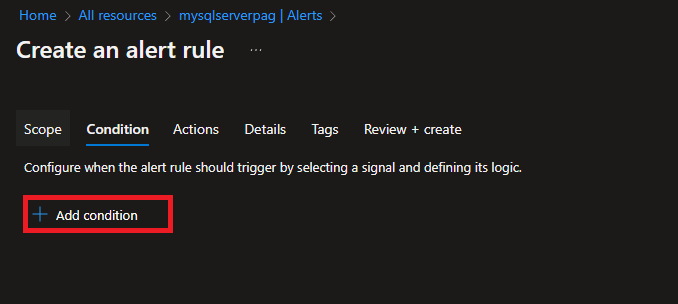 Home > All resources > mysqlserverpag | Alerts >
Create an alert rule ...
Scope Condition Actions Details Tags Review + create
Configure when the alert rule should trigger by selecting a signal and defining its logic.
+ Add condition